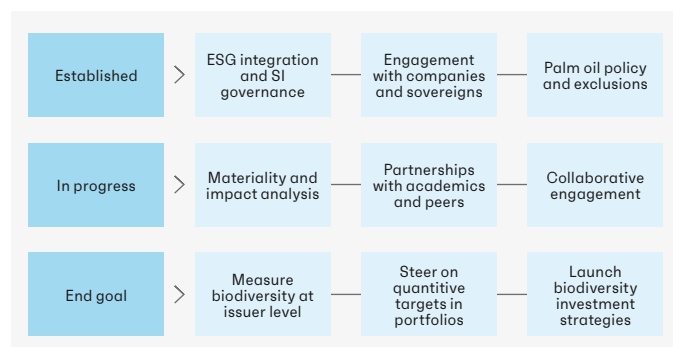 Established
ESG integration
and SI
governance
Engagement
with companies
and sovereigns
Palm oil policy
and exclusions
In progress
Materiality and
impact analysis
Partnerships
with academics
and peers
Collaborative
engagement
End goal
Measure
biodiversity at
issuer level
Steer on
quantitive
targets in
portfolios
Launch
biodiversity
investment
strategies